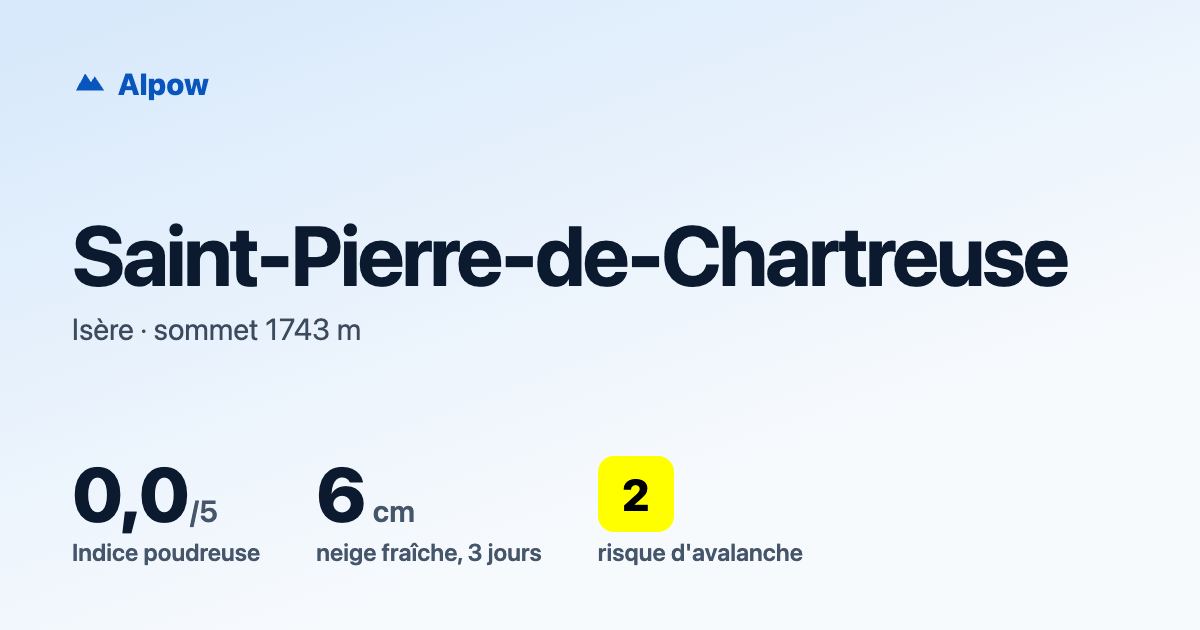 Alpow
Saint-Pierre-de-Chartreuse
Isère · sommet 1743 m
0,0/5
Indice poudreuse
6 cm
neige fraîche, 3 jours
2
risque d'avalanche